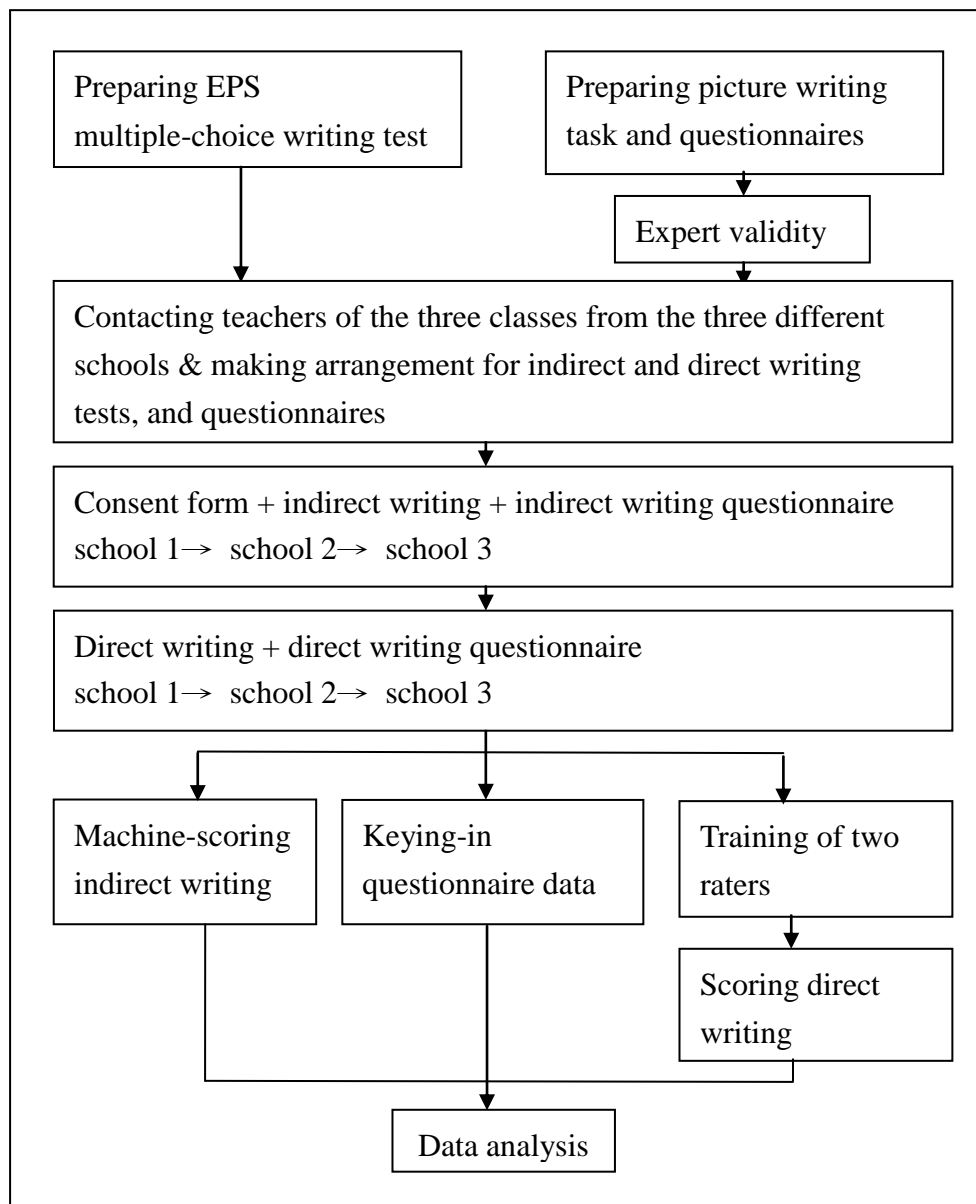 Preparing EPS
multiple-choice writing test
Preparing picture writing
task and questionnaires
Expert validity
Contacting teachers of the three classes from the three different
schools & making arrangement for indirect and direct writing
tests, and questionnaires
Consent form + indirect writing + indirect writing questionnaire
school 1→ school 2→ school 3
Direct writing + direct writing questionnaire
school 1→ school 2→ school 3
Machine-scoring
indirect writing
Keying-in
questionnaire data
Training of two
raters
Scoring direct
writing
Data analysis